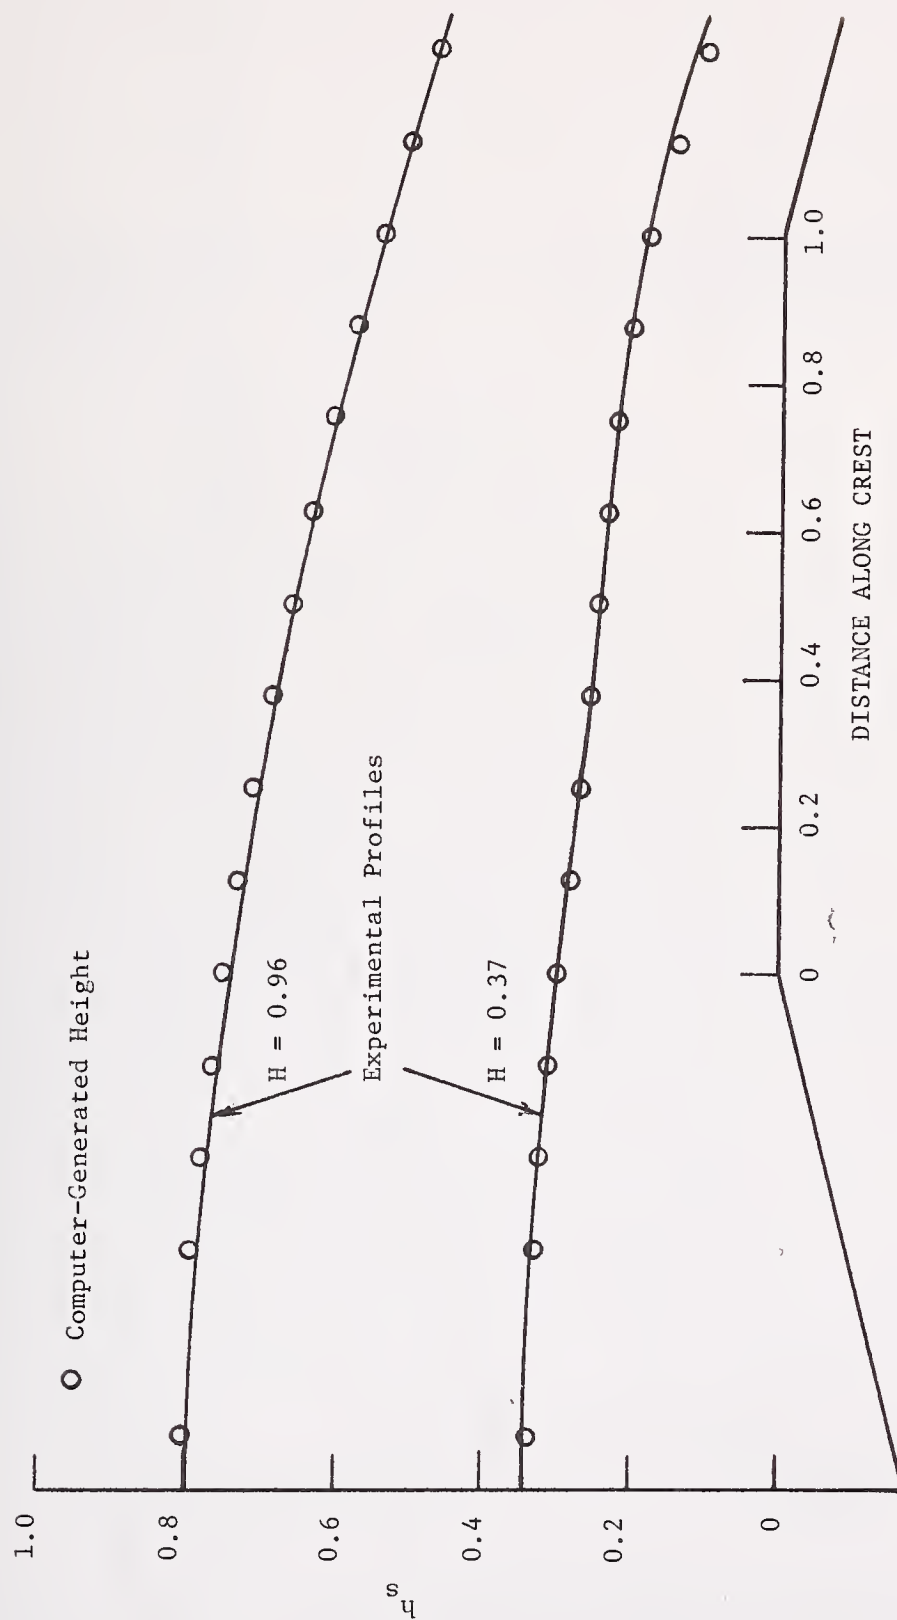 Computer-Generated Height
H = 0.96
Experimental Profiles
H = 0.37
h_s
1.0
0.8
0.6
0.4
0.2
0
0
0.2
0.4
0.6
0.8
1.0
DISTANCE ALONG CREST